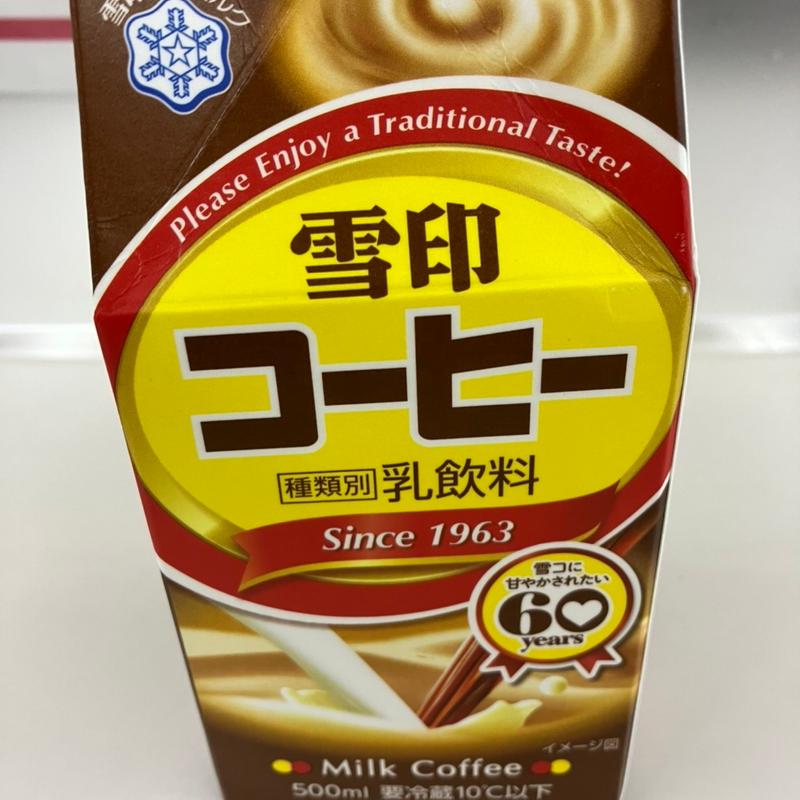 Please Enjoy a Traditional Taste!
雪印
コーヒー
種類別 乳飲料
Since 1963
雪コに
甘やかされたい
60
years
イメージ図
Milk Coffee
500ml 要冷蔵10℃以下